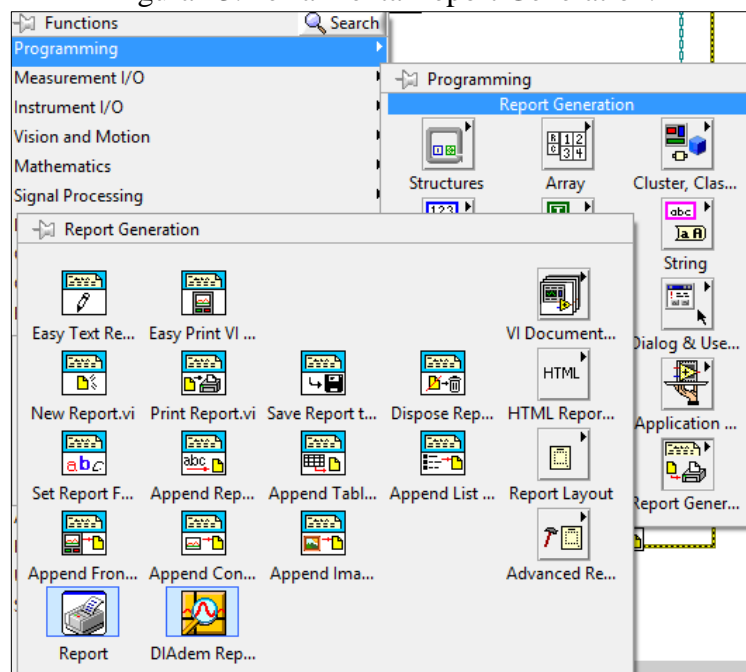 Functions
Search
Programming
Measurement I/O
Instrument I/O
Vision and Motion
Mathematics
Signal Processing
Programming
Report Generation
Structures
Array
Cluster, Clas...
String
Dialog & Use...
Application ...
Report Gener...
Report Generation
Easy Text Re...
Easy Print VI ...
VI Document...
New Report.vi
Print Report.vi
Save Report t...
Dispose Rep...
HTML
HTML Repor...
Set Report F...
Append Rep...
Append Tabl...
Append List ...
Report Layout
Append Fron...
Append Con...
Append Ima...
Advanced Re...
Report
DIAdem Rep...